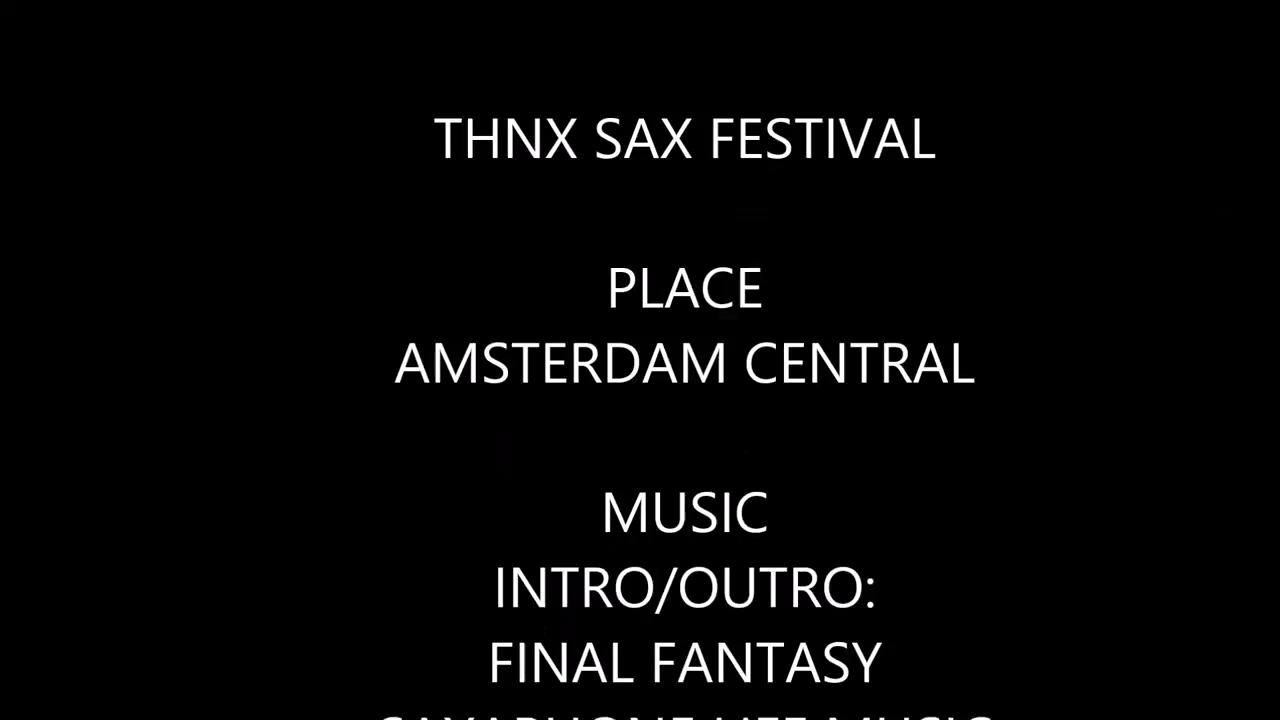 THNX SAX FESTIVAL
PLACE
AMSTERDAM CENTRAL
MUSIC
INTRO/OUTRO:
FINAL FANTASY